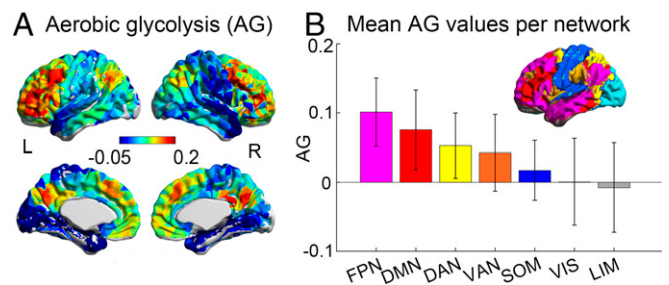 A Aerobic glycolysis (AG)
L
R
-0.05
0.2
B Mean AG values per network
0.2
0.1
0
-0.1
AG
FPN
DMN
DAN
VAN
SOM
VIS
LIM